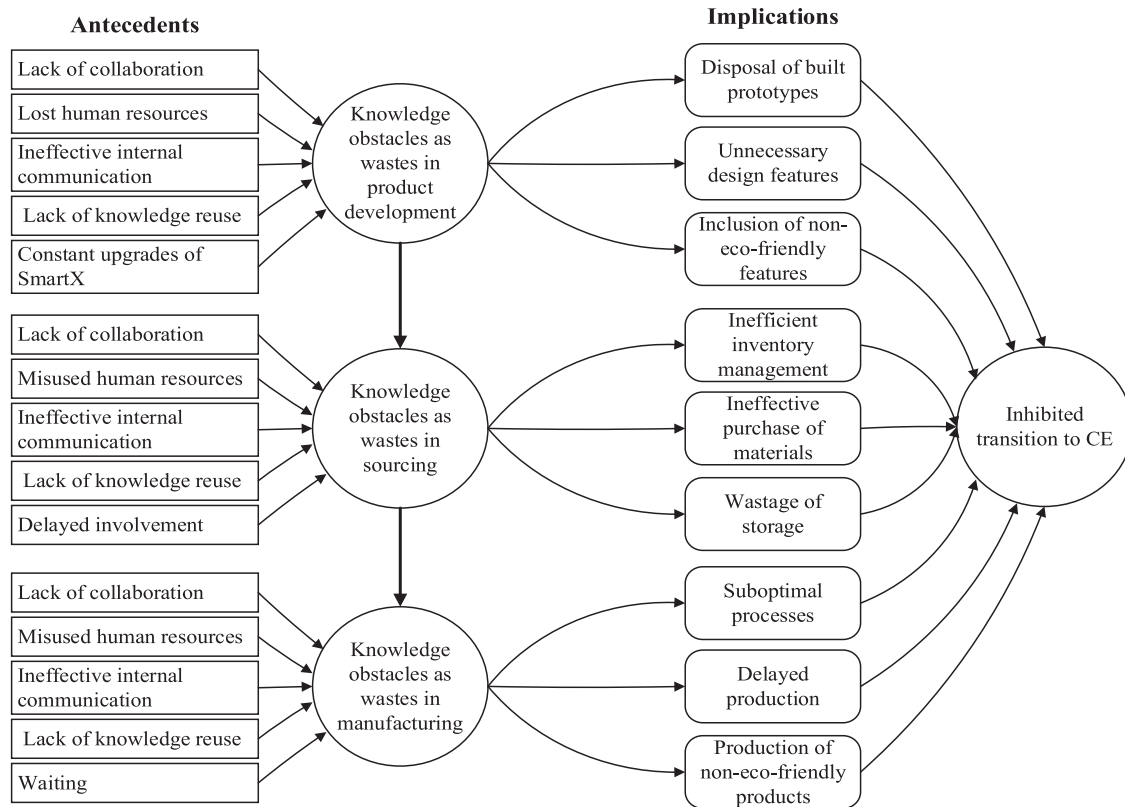 Antecedents
Lack of collaboration
Lost human resources
Ineffective internal
communication
Lack of knowledge reuse
Constant upgrades of
SmartX
Lack of collaboration
Misused human resources
Ineffective internal
communication
Lack of knowledge reuse
Delayed involvement
Lack of collaboration
Misused human resources
Ineffective internal
communication
Lack of knowledge reuse
Waiting
Knowledge
obstacles as
wastes in
product
development
Knowledge
obstacles as
wastes in
sourcing
Knowledge
obstacles as
wastes in
manufacturing
Implications
Disposal of built
prototypes
Unnecessary
design features
Inclusion of non-
eco-friendly
features
Inefficient
inventory
management
Ineffective
purchase of
materials
Wastage of
storage
Suboptimal
processes
Delayed
production
Production of
non-eco-friendly
products
Inhibited
transition to CE